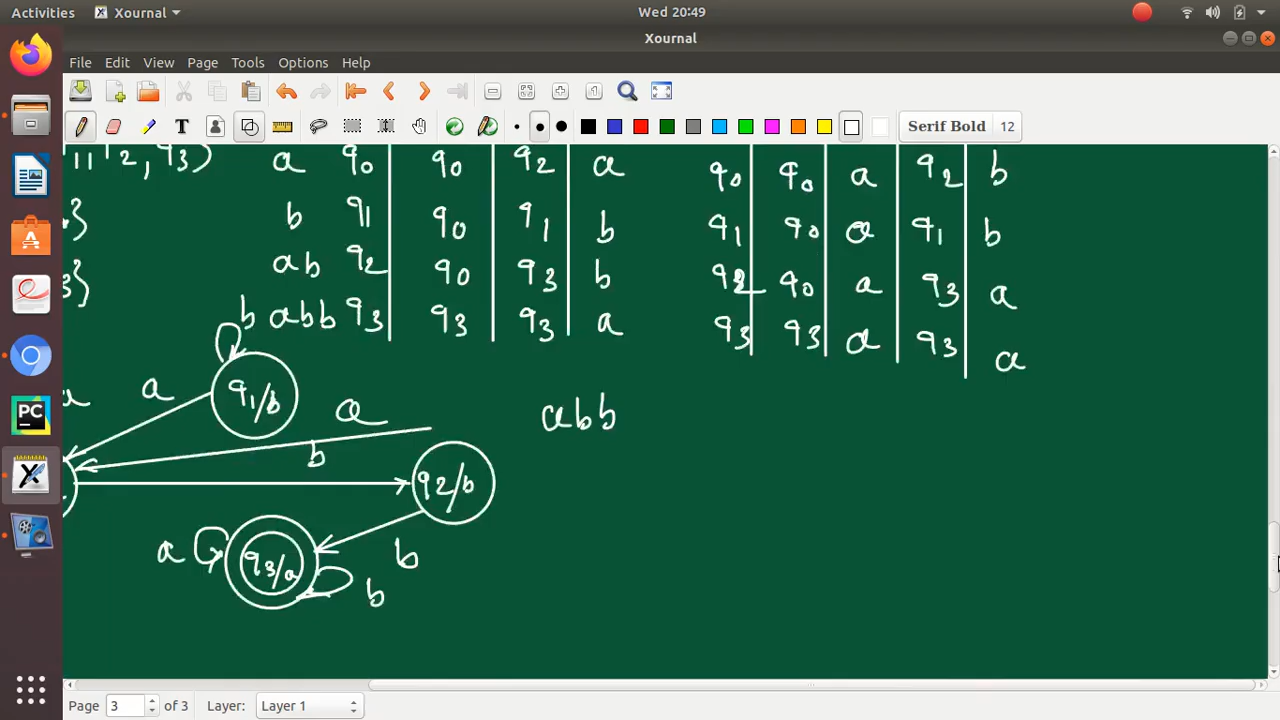 Activities Xournal Wed 20:49
Xournal
File Edit View Page Tools Options Help
Serif Bold 12
a q0 q0 q2 a q0 q0 a q2 b
b q1 q0 q1 b q1 q0 a q1 b
ab q2 q0 q3 b q2 q0 a q3 a
b abb q3 q3 q3 a q3 q3 a q3 a
a q1/b a abb
b q2/b
a q3/a b
b
Page 3 of 3 Layer: Layer 1